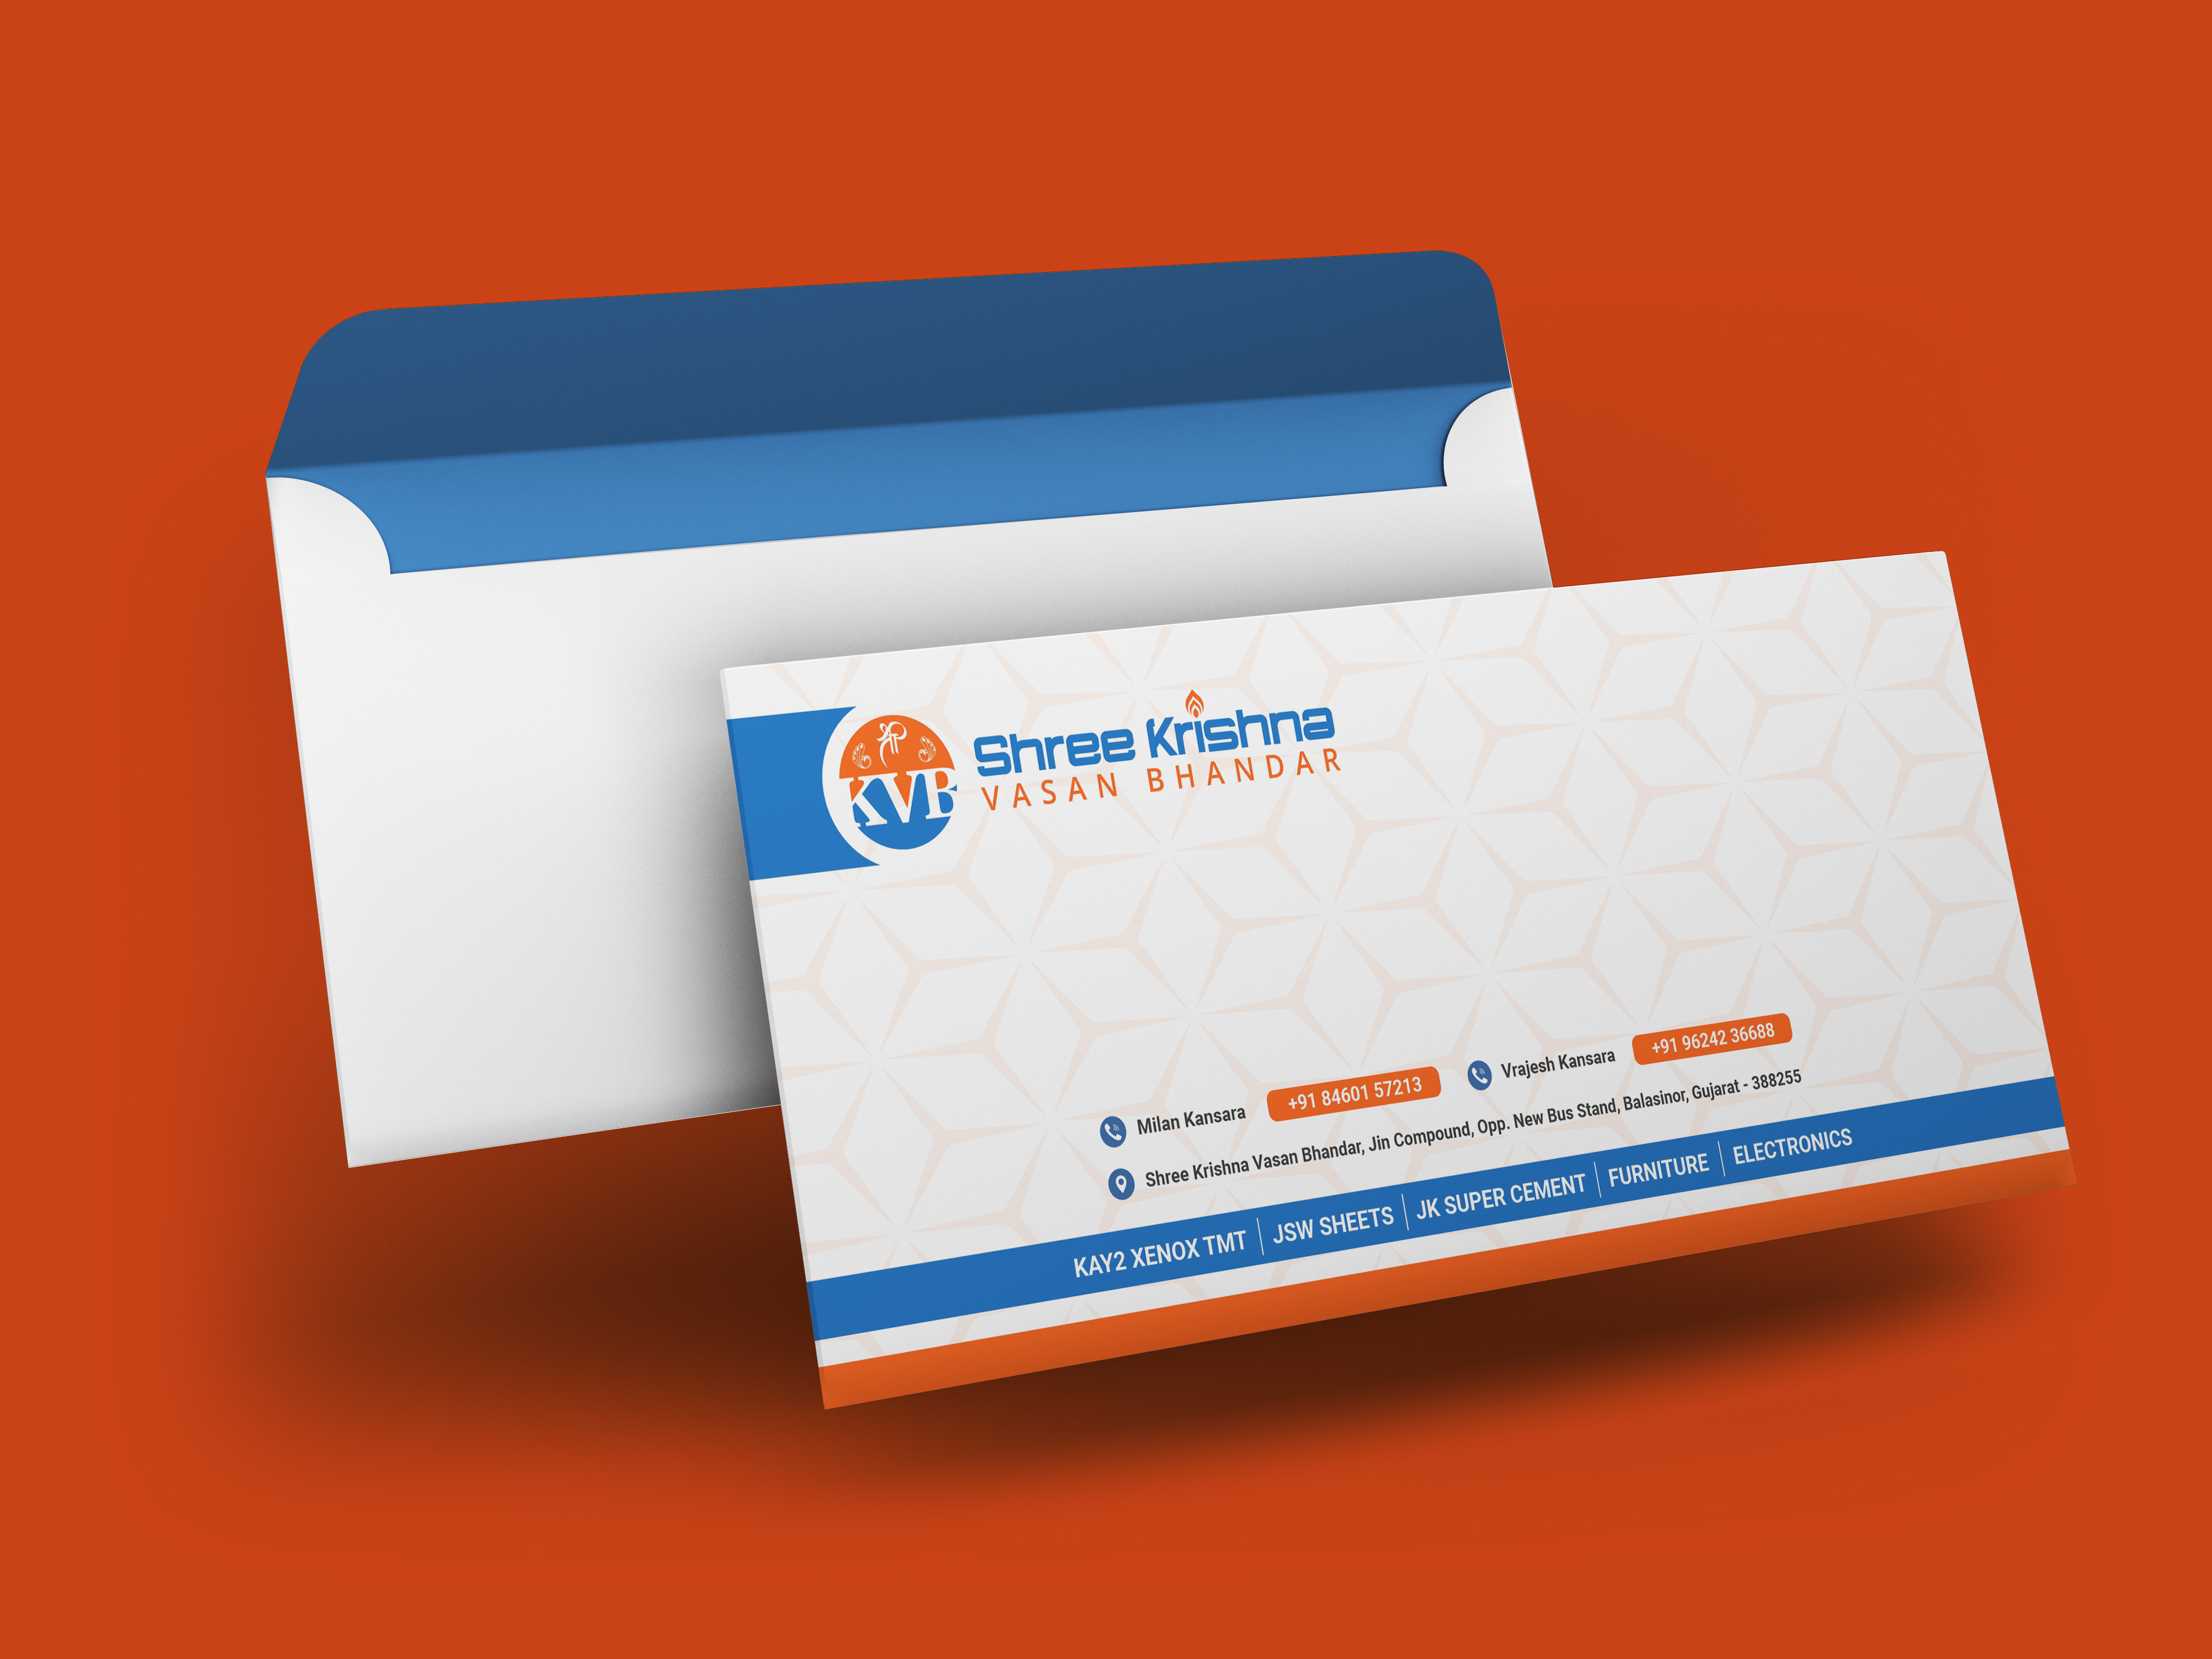 श्री
KVB
Shree Krishna
VASAN BHANDAR
Milan Kansara +91 84601 57213 Vrajesh Kansara +91 96242 36688
Shree Krishna Vasan Bhandar, Jin Compound, Opp. New Bus Stand, Balasinor, Gujarat - 388255
KAY2 XENOX TMT | JSW SHEETS | JK SUPER CEMENT | FURNITURE | ELECTRONICS